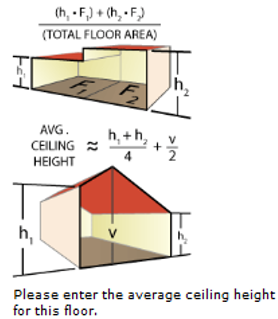 (h₁ • F₁) + (h₂ • F₂)
(TOTAL FLOOR AREA)
h₁
F₁
F₂
h₂
AVG.
CEILING
HEIGHT ≈ h₁ + h₂ / 4 + v / 2
h₁
v
h₂
Please enter the average ceiling height
for this floor.